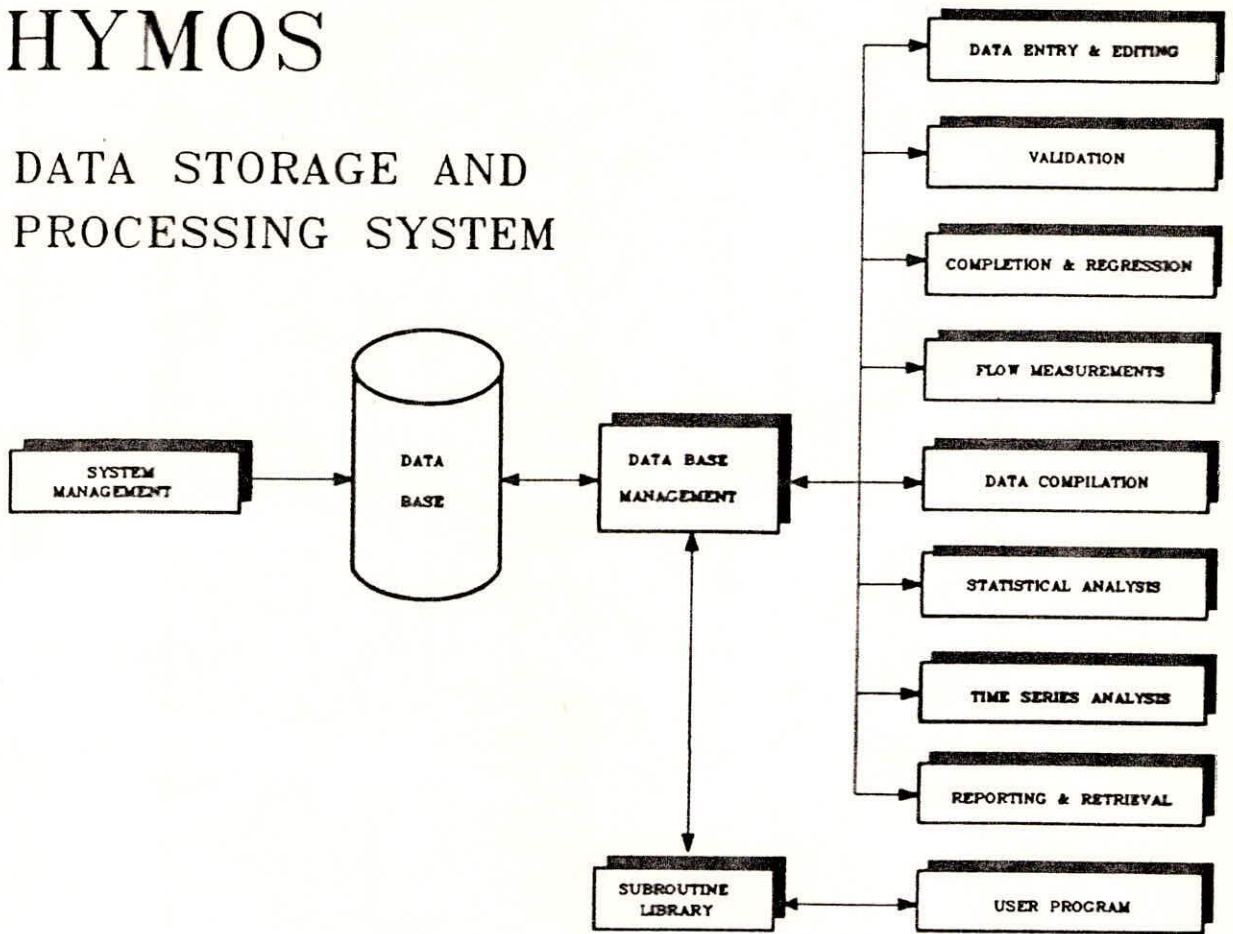 HYMOS
DATA STORAGE AND
PROCESSING SYSTEM
SYSTEM
MANAGEMENT
DATA
BASE
DATA BASE
MANAGEMENT
DATA ENTRY & EDITING
VALIDATION
COMPLETION & REGRESSION
FLOW MEASUREMENTS
DATA COMPILATION
STATISTICAL ANALYSIS
TIME SERIES ANALYSIS
REPORTING & RETRIEVAL
SUBROUTINE
LIBRARY
USER PROGRAM